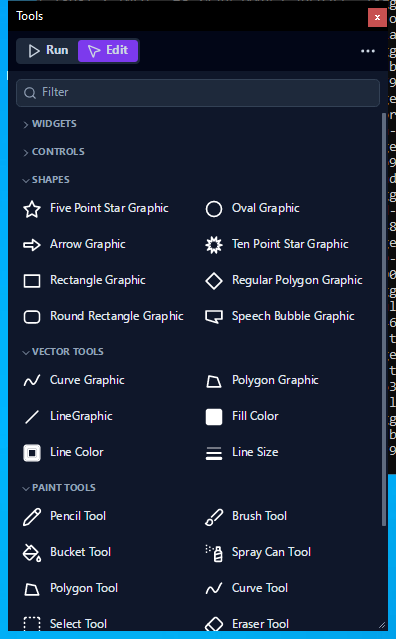 Tools x
Run Edit ...
Filter
WIDGETS
CONTROLS
SHAPES
Five Point Star Graphic Oval Graphic
Arrow Graphic Ten Point Star Graphic
Rectangle Graphic Regular Polygon Graphic
Round Rectangle Graphic Speech Bubble Graphic
VECTOR TOOLS
Curve Graphic Polygon Graphic
LineGraphic Fill Color
Line Color Line Size
PAINT TOOLS
Pencil Tool Brush Tool
Bucket Tool Spray Can Tool
Polygon Tool Curve Tool
Select Tool Eraser Tool